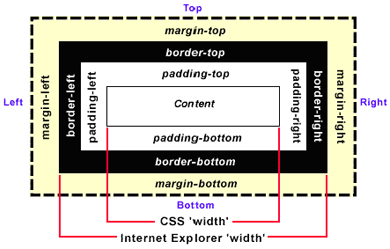 Top
margin-top
border-top
padding-top
Left
margin-left
border-left
padding-left
Content
padding-right
border-right
margin-right
Right
padding-bottom
border-bottom
margin-bottom
Bottom
CSS 'width'
Internet Explorer 'width'